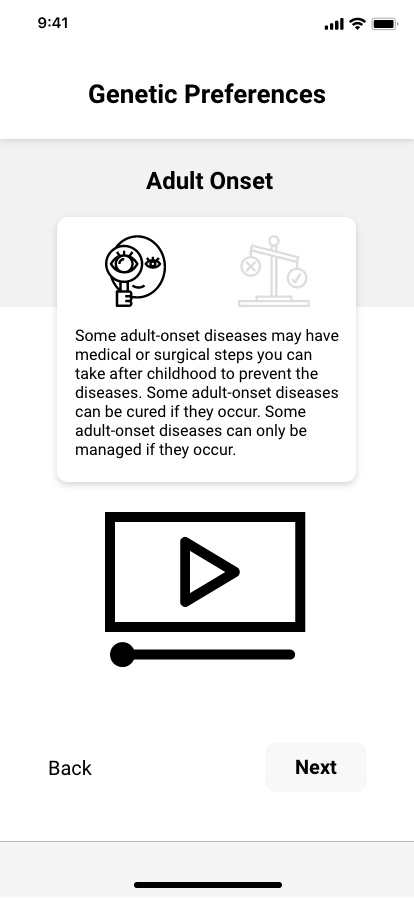 9:41
Genetic Preferences
Adult Onset
Some adult-onset diseases may have
medical or surgical steps you can
take after childhood to prevent the
diseases. Some adult-onset diseases
can be cured if they occur. Some
adult-onset diseases can only be
managed if they occur.
Back
Next